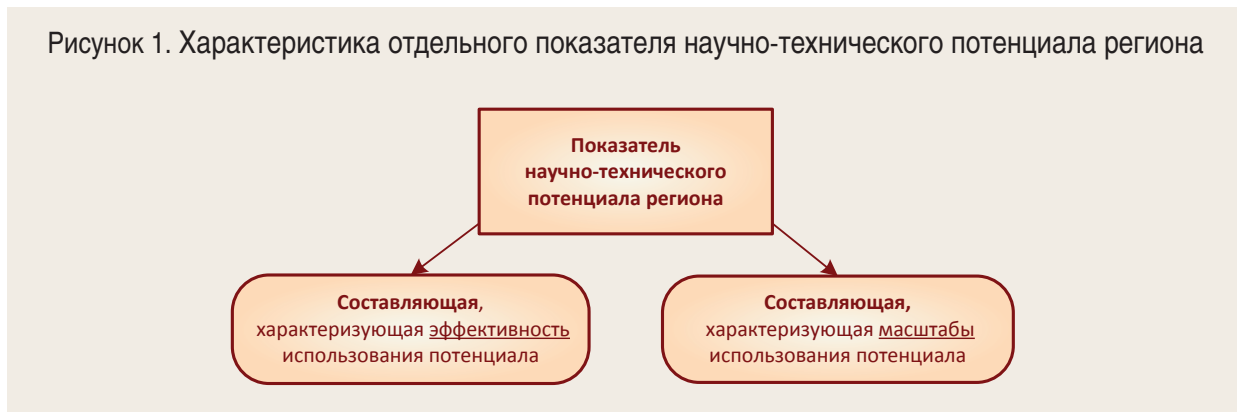 Рисунок 1. Характеристика отдельного показателя научно-технического потенциала региона
Показатель
научно-технического
потенциала региона
Составляющая,
характеризующая эффективность
использования потенциала
Составляющая,
характеризующая масштабы
использования потенциала